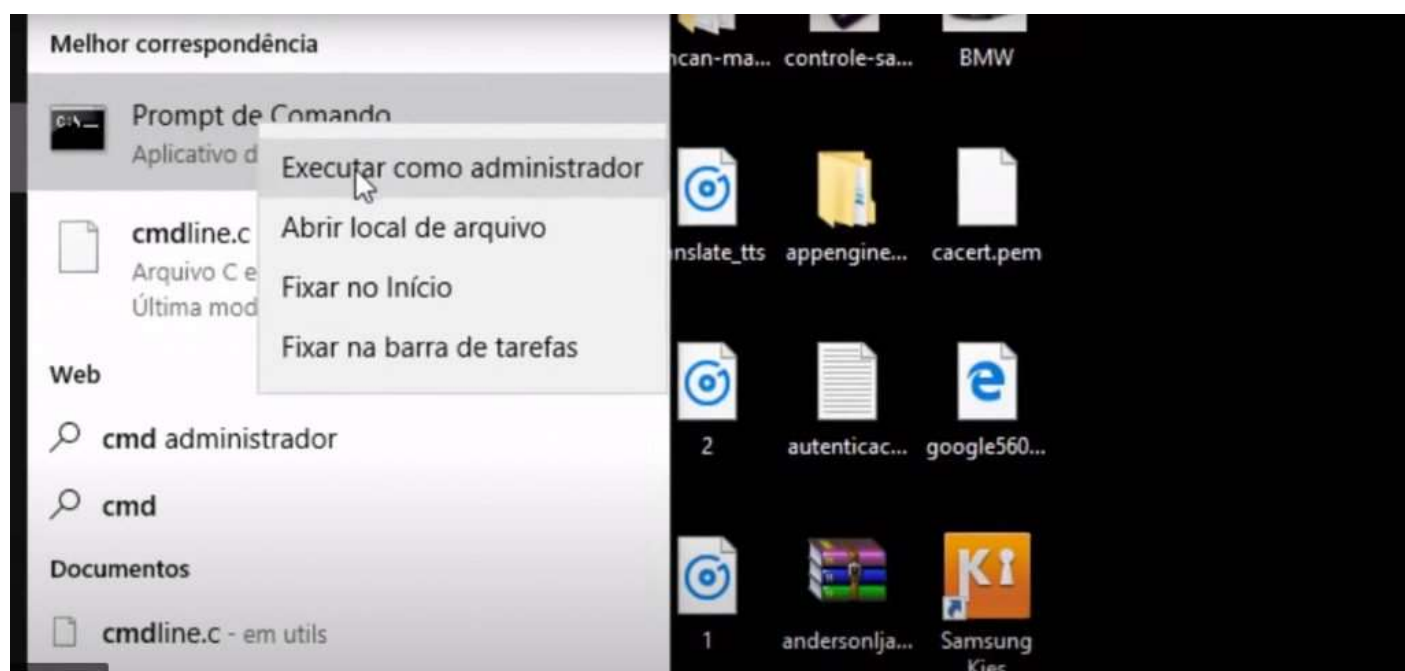 Melhor correspondência
Prompt de Comando
Aplicativo d
Executar como administrador
Abrir local de arquivo
Fixar no Início
Fixar na barra de tarefas
cmdline.c
Arquivo C e
Última mod
Web
cmd administrador
cmd
Documentos
cmdline.c - em utils
ncan-ma... controle-sa... BMW
nslate_tts appengine... cacert.pem
2 autenticac... google560...
1 andersonlja... Samsung
Kies